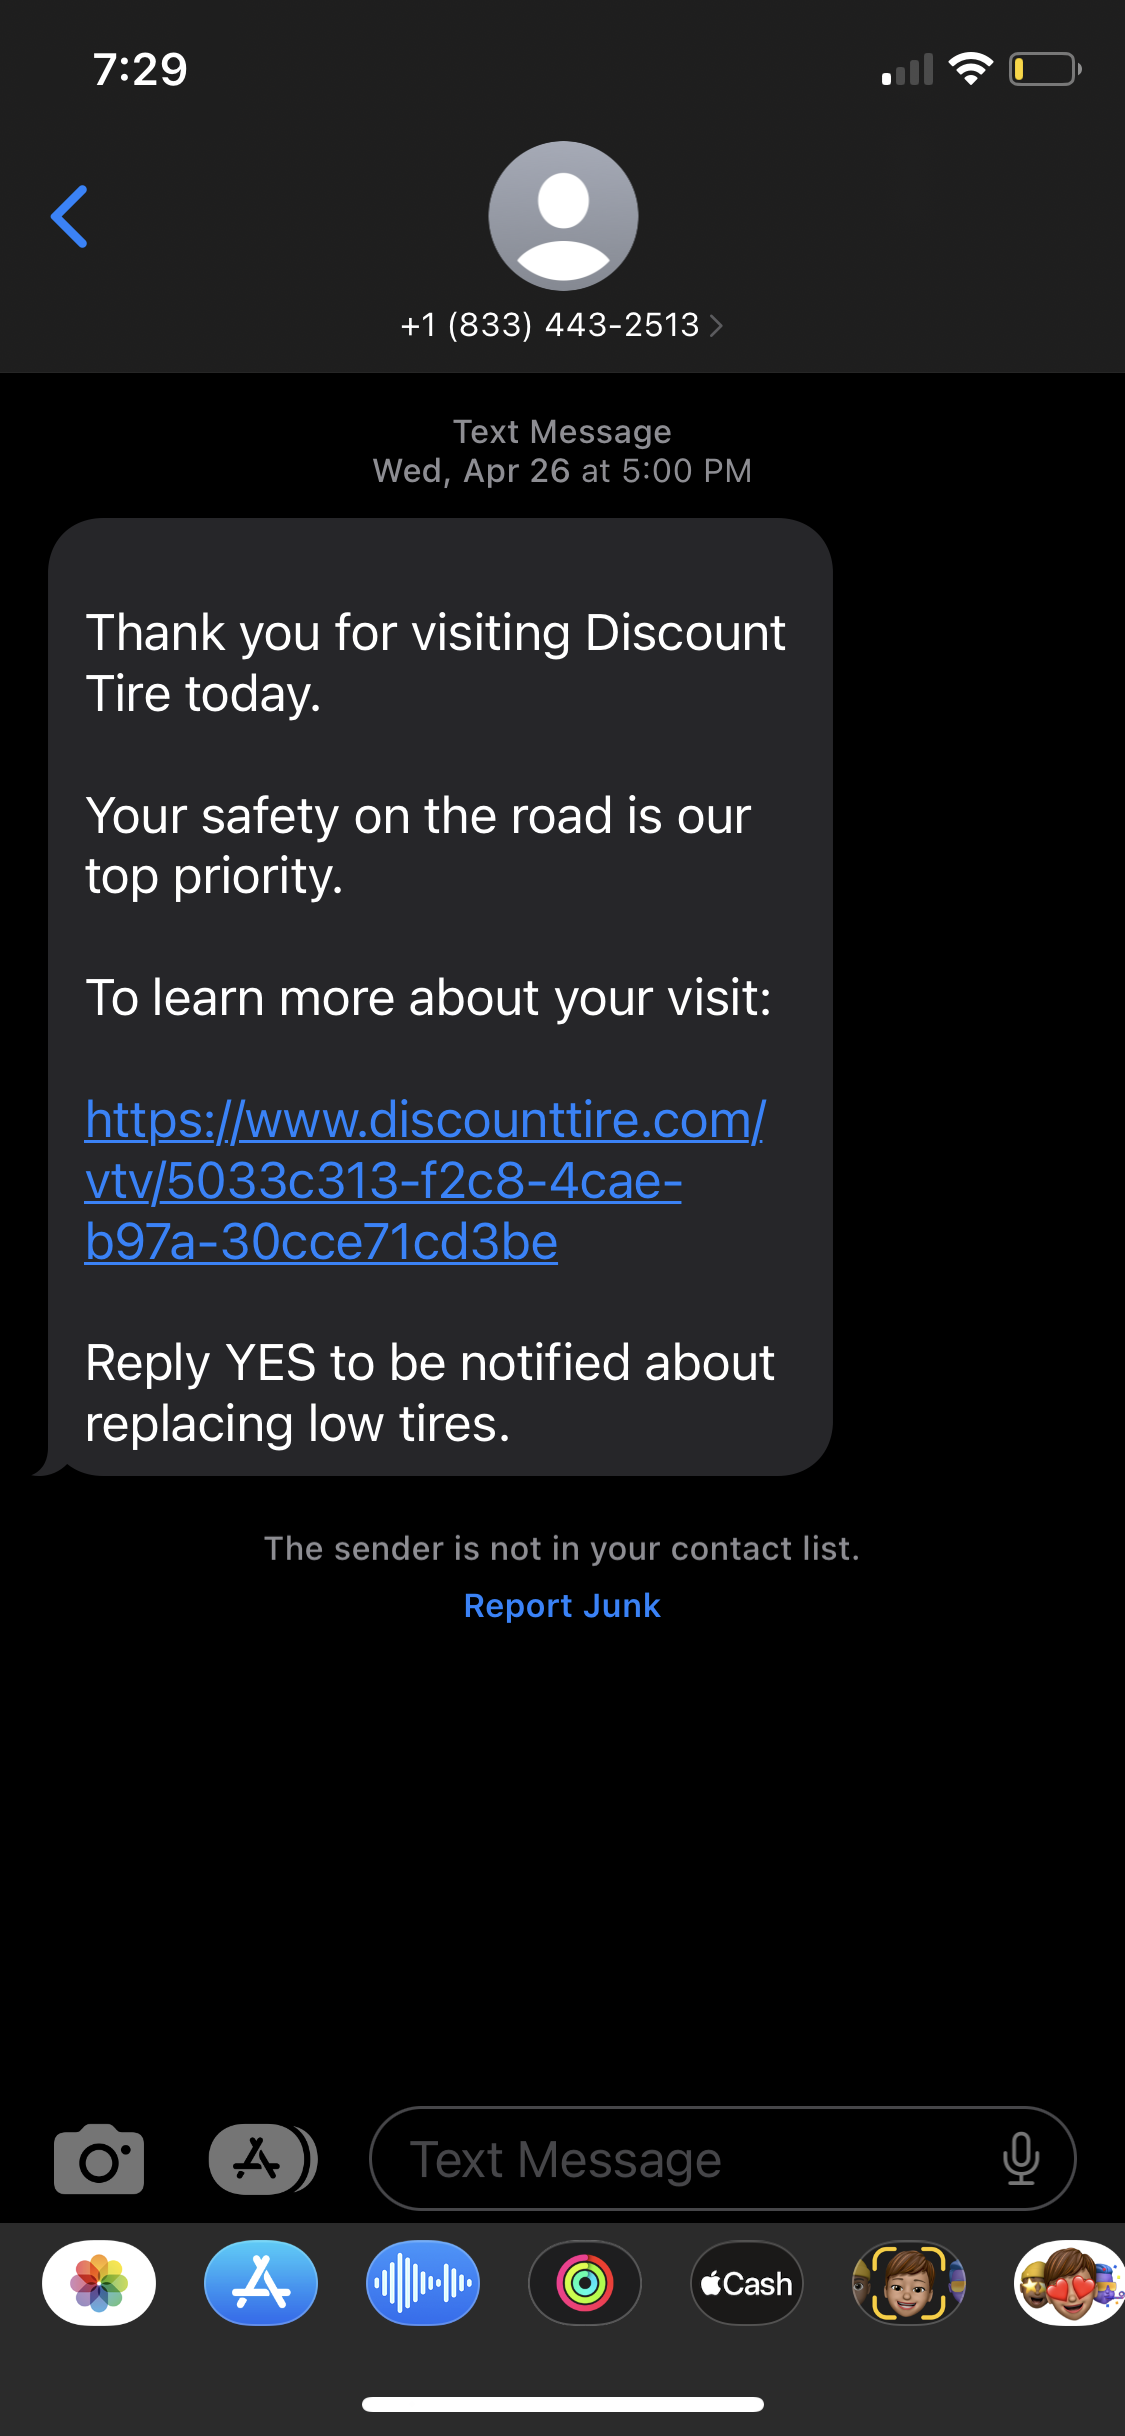 7:29
+1 (833) 443-2513
Text Message
Wed, Apr 26 at 5:00 PM
Thank you for visiting Discount
Tire today.
Your safety on the road is our
top priority.
To learn more about your visit:
https://www.discounttire.com/
vtv/5033c313-f2c8-4cae-
b97a-30cce71cd3be
Reply YES to be notified about
replacing low tires.
The sender is not in your contact list.
Report Junk
Text Message
Cash